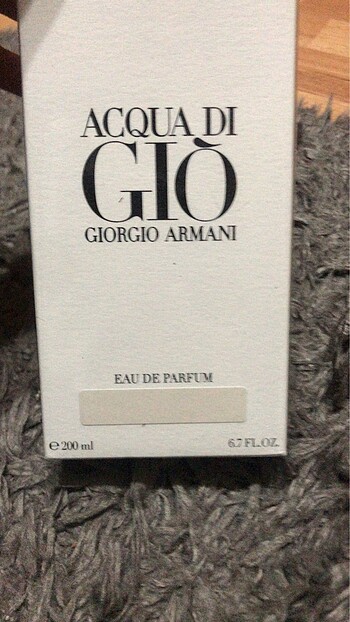 ACQUA DI
GIÒ
GIORGIO ARMANI
EAU DE PARFUM
e 200 ml 6.7 FL.OZ.